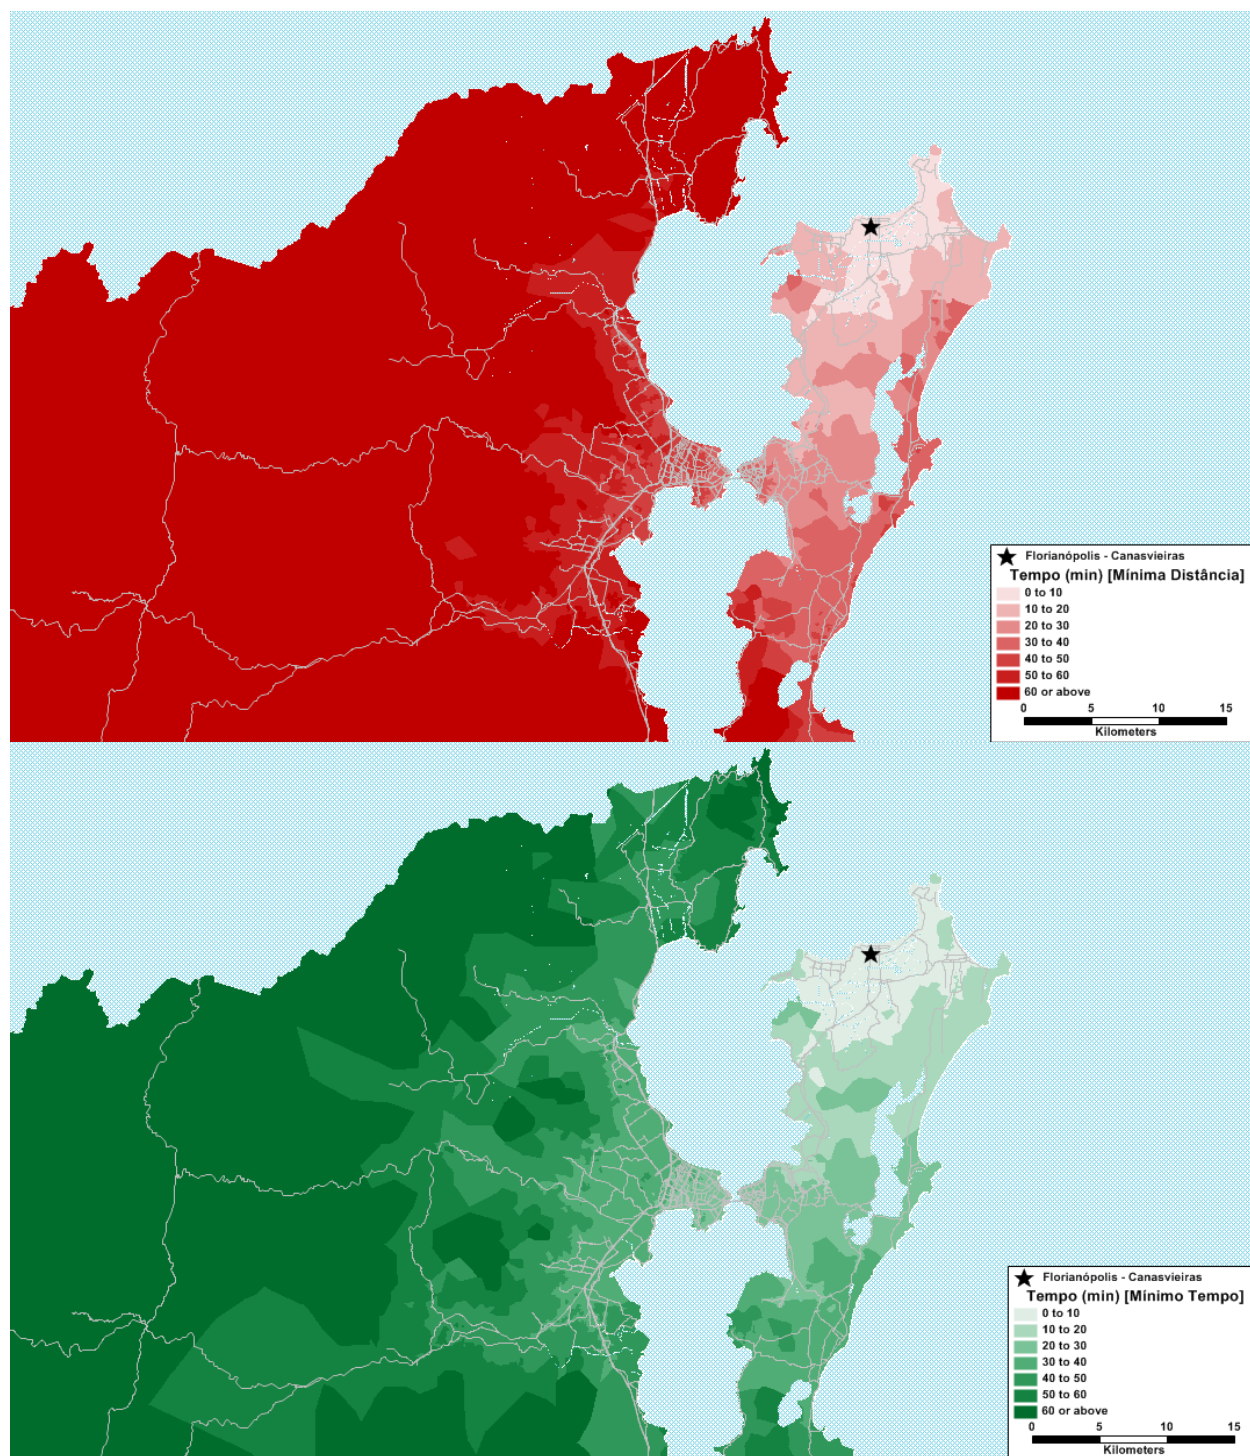 Florianópolis - Canasvieiras
Tempo (min) [Mínima Distância]
0 to 10
10 to 20
20 to 30
30 to 40
40 to 50
50 to 60
60 or above
0 5 10 15
Kilometers
Florianópolis - Canasvieiras
Tempo (min) [Mínimo Tempo]
0 to 10
10 to 20
20 to 30
30 to 40
40 to 50
50 to 60
60 or above
0 5 10 15
Kilometers